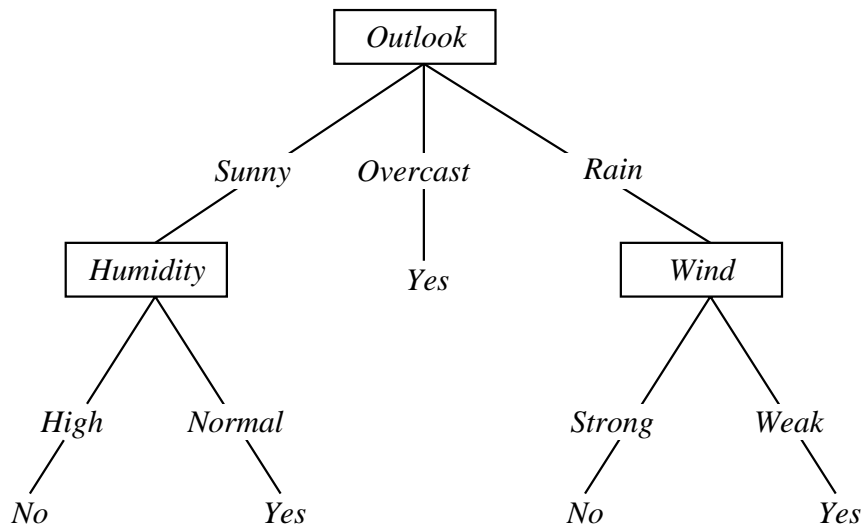 Outlook
Sunny Overcast Rain
Humidity Yes Wind
High Normal Strong Weak
No Yes No Yes